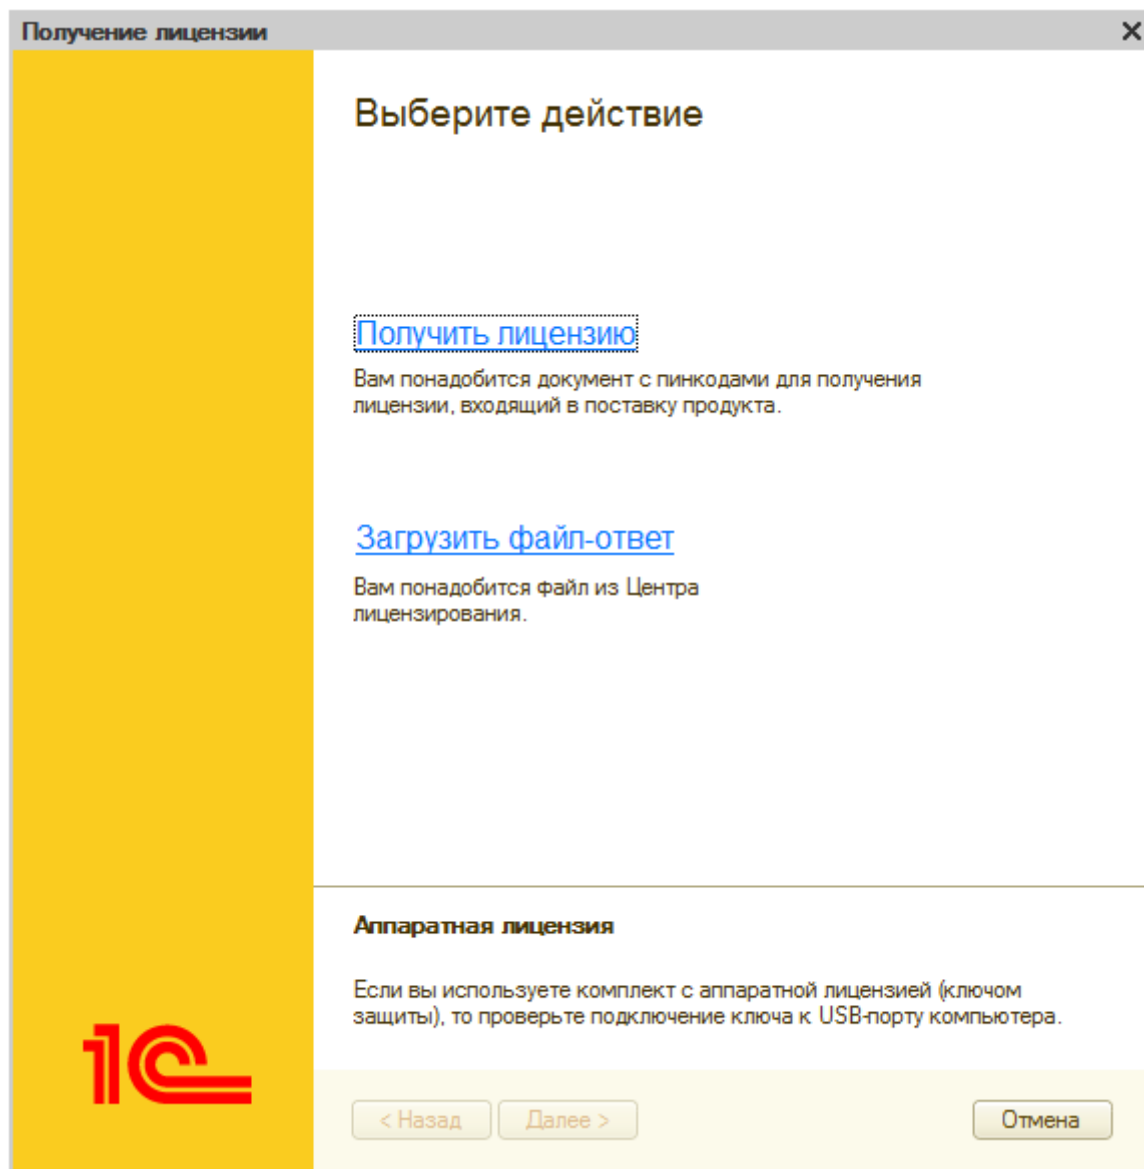 Получение лицензии
Выберите действие
Получить лицензию
Вам понадобится документ с пинкодами для получения
лицензии, входящий в поставку продукта.
Загрузить файл-ответ
Вам понадобится файл из Центра
лицензирования.
Аппаратная лицензия
Если вы используете комплект с аппаратной лицензией (ключом
защиты), то проверьте подключение ключа к USB-порту компьютера.
1С
< Назад Далее > Отмена